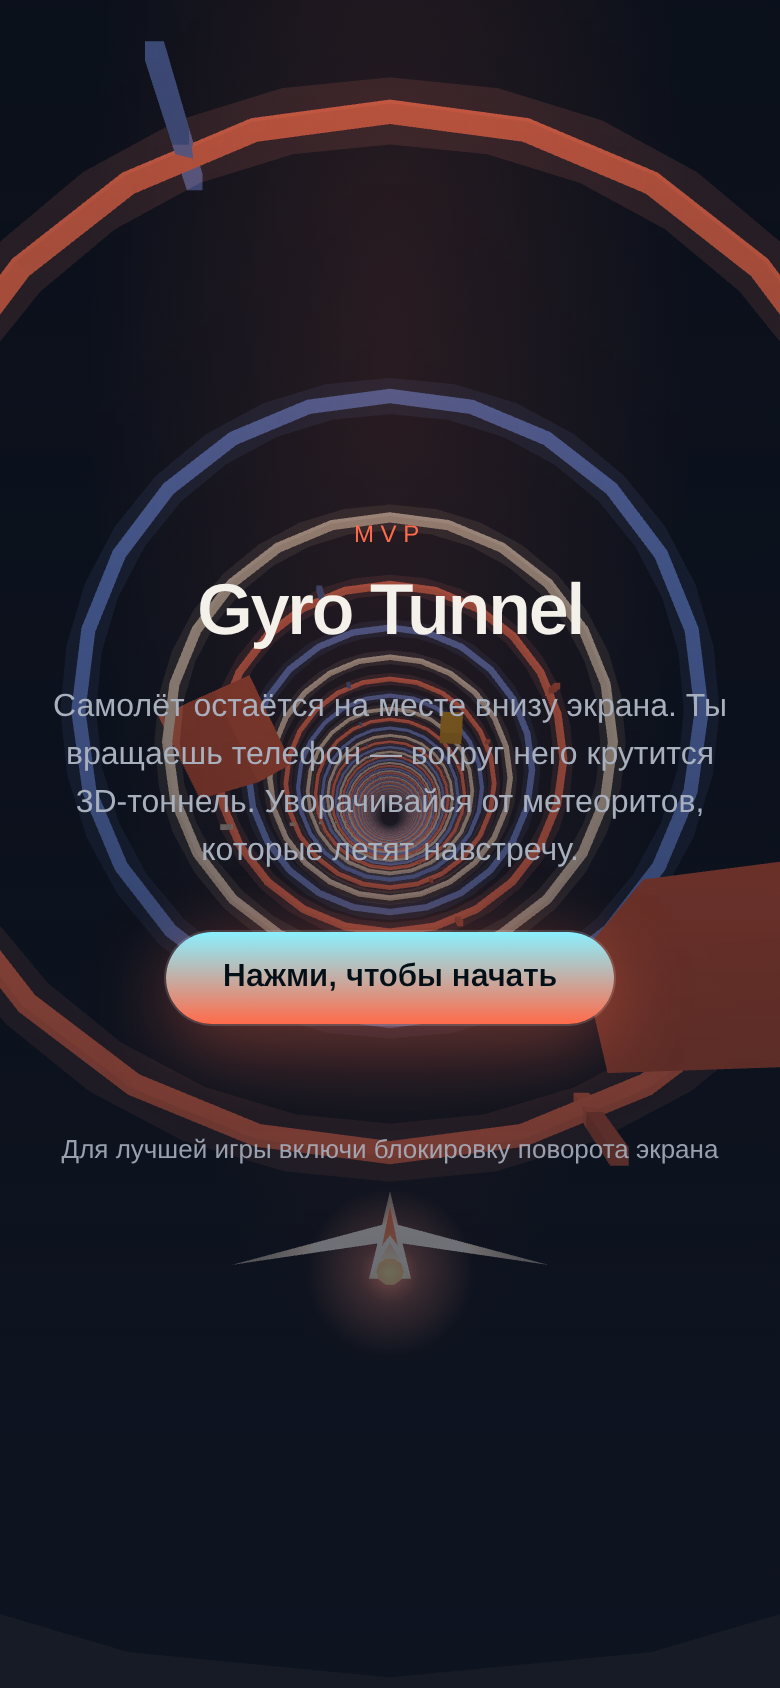 MVP
Gyro Tunnel
Самолёт остаётся на месте внизу экрана. Ты
вращаешь телефон — вокруг него крутится
3D-тоннель. Уворачивайся от метеоритов,
которые летят навстречу.
Нажми, чтобы начать
Для лучшей игры включи блокировку поворота экрана